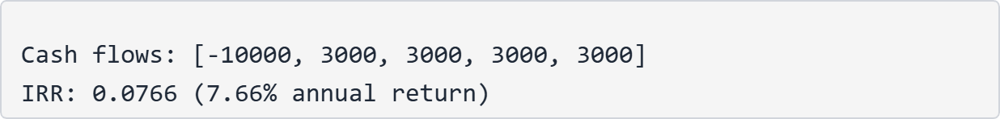 Cash flows: [-10000, 3000, 3000, 3000, 3000]
IRR: 0.0766 (7.66% annual return)